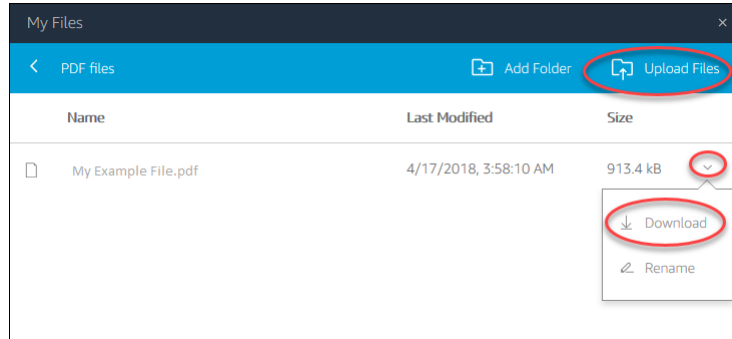 My Files
PDF files Add Folder Upload Files
Name Last Modified Size
My Example File.pdf 4/17/2018, 3:58:10 AM 913.4 kB
Download
Rename